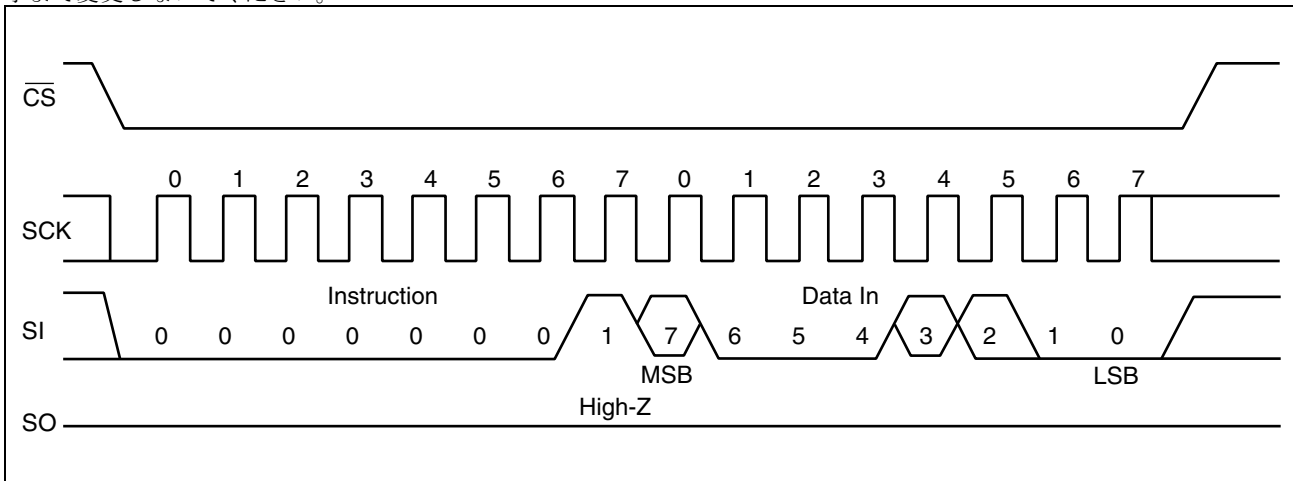 CS
0 1 2 3 4 5 6 7 0 1 2 3 4 5 6 7
SCK
Instruction Data In
SI 0 0 0 0 0 0 0 1 7 6 5 4 3 2 1 0
MSB LSB
High-Z
SO